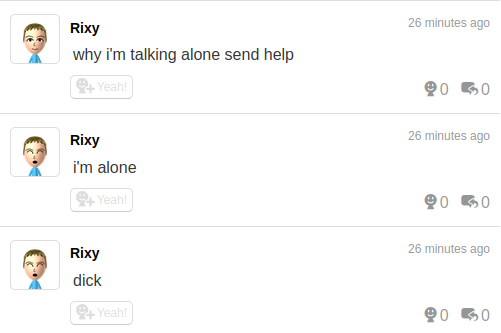 Rixy
26 minutes ago
why i'm talking alone send help
Yeah!
0
0
Rixy
26 minutes ago
i'm alone
Yeah!
0
0
Rixy
26 minutes ago
dick
Yeah!
0
0